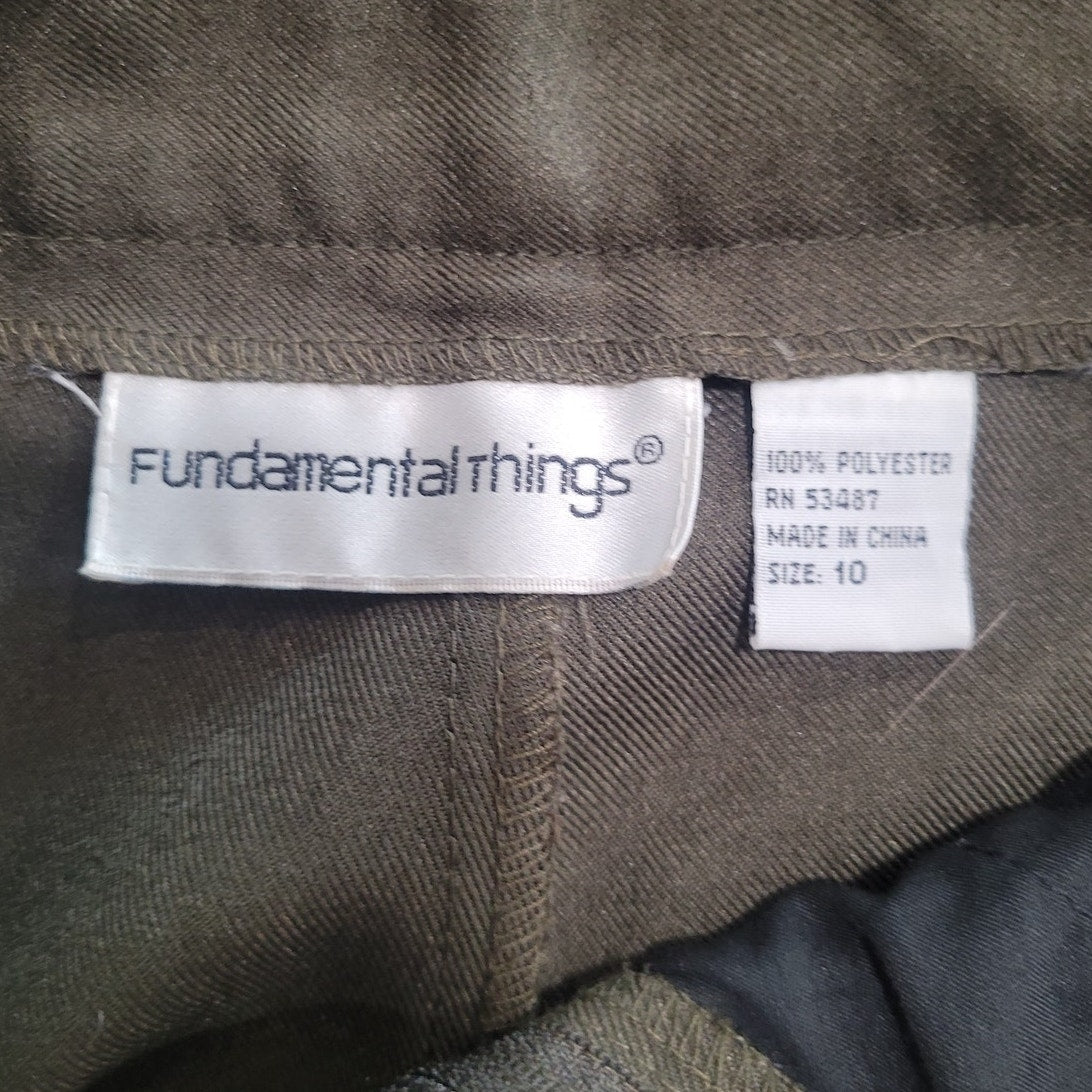 FundamentalThings®
100% POLYESTER
RN 53487
MADE IN CHINA
SIZE: 10